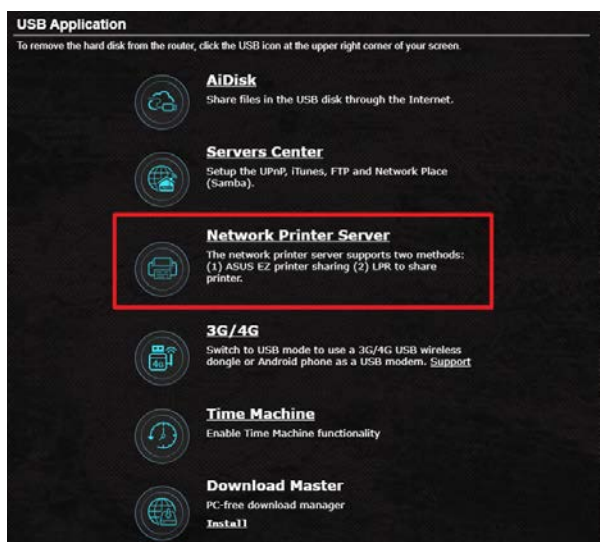 USB Application
To remove the hard disk from the router, click the USB icon at the upper right corner of your screen.
AiDisk
Share files in the USB disk through the Internet.
Servers Center
Setup the UPnP, iTunes, FTP and Network Place
(Samba).
Network Printer Server
The network printer server supports two methods:
(1) ASUS EZ printer sharing (2) LPR to share
printer.
3G/4G
Switch to USB mode to use a 3G/4G USB wireless
dongle or Android phone as a USB modem. Support
4G
Time Machine
Enable Time Machine functionality
Download Master
PC-free download manager
Install